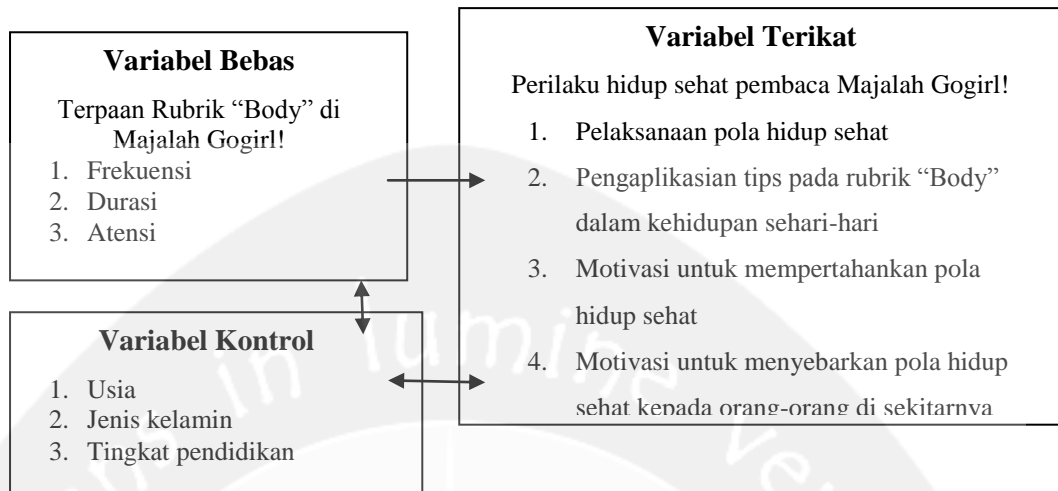 Variabel Bebas
Terpaan Rubrik “Body” di
Majalah Gogirl!
1. Frekuensi
2. Durasi
3. Atensi
Variabel Terikat
Perilaku hidup sehat pembaca Majalah Gogirl!
1. Pelaksanaan pola hidup sehat
2. Pengaplikasian tips pada rubrik “Body”
dalam kehidupan sehari-hari
3. Motivasi untuk mempertahankan pola
hidup sehat
4. Motivasi untuk menyebarkan pola hidup
sehat kepada orang-orang di sekitarnya
Variabel Kontrol
1. Usia
2. Jenis kelamin
3. Tingkat pendidikan
in lumine